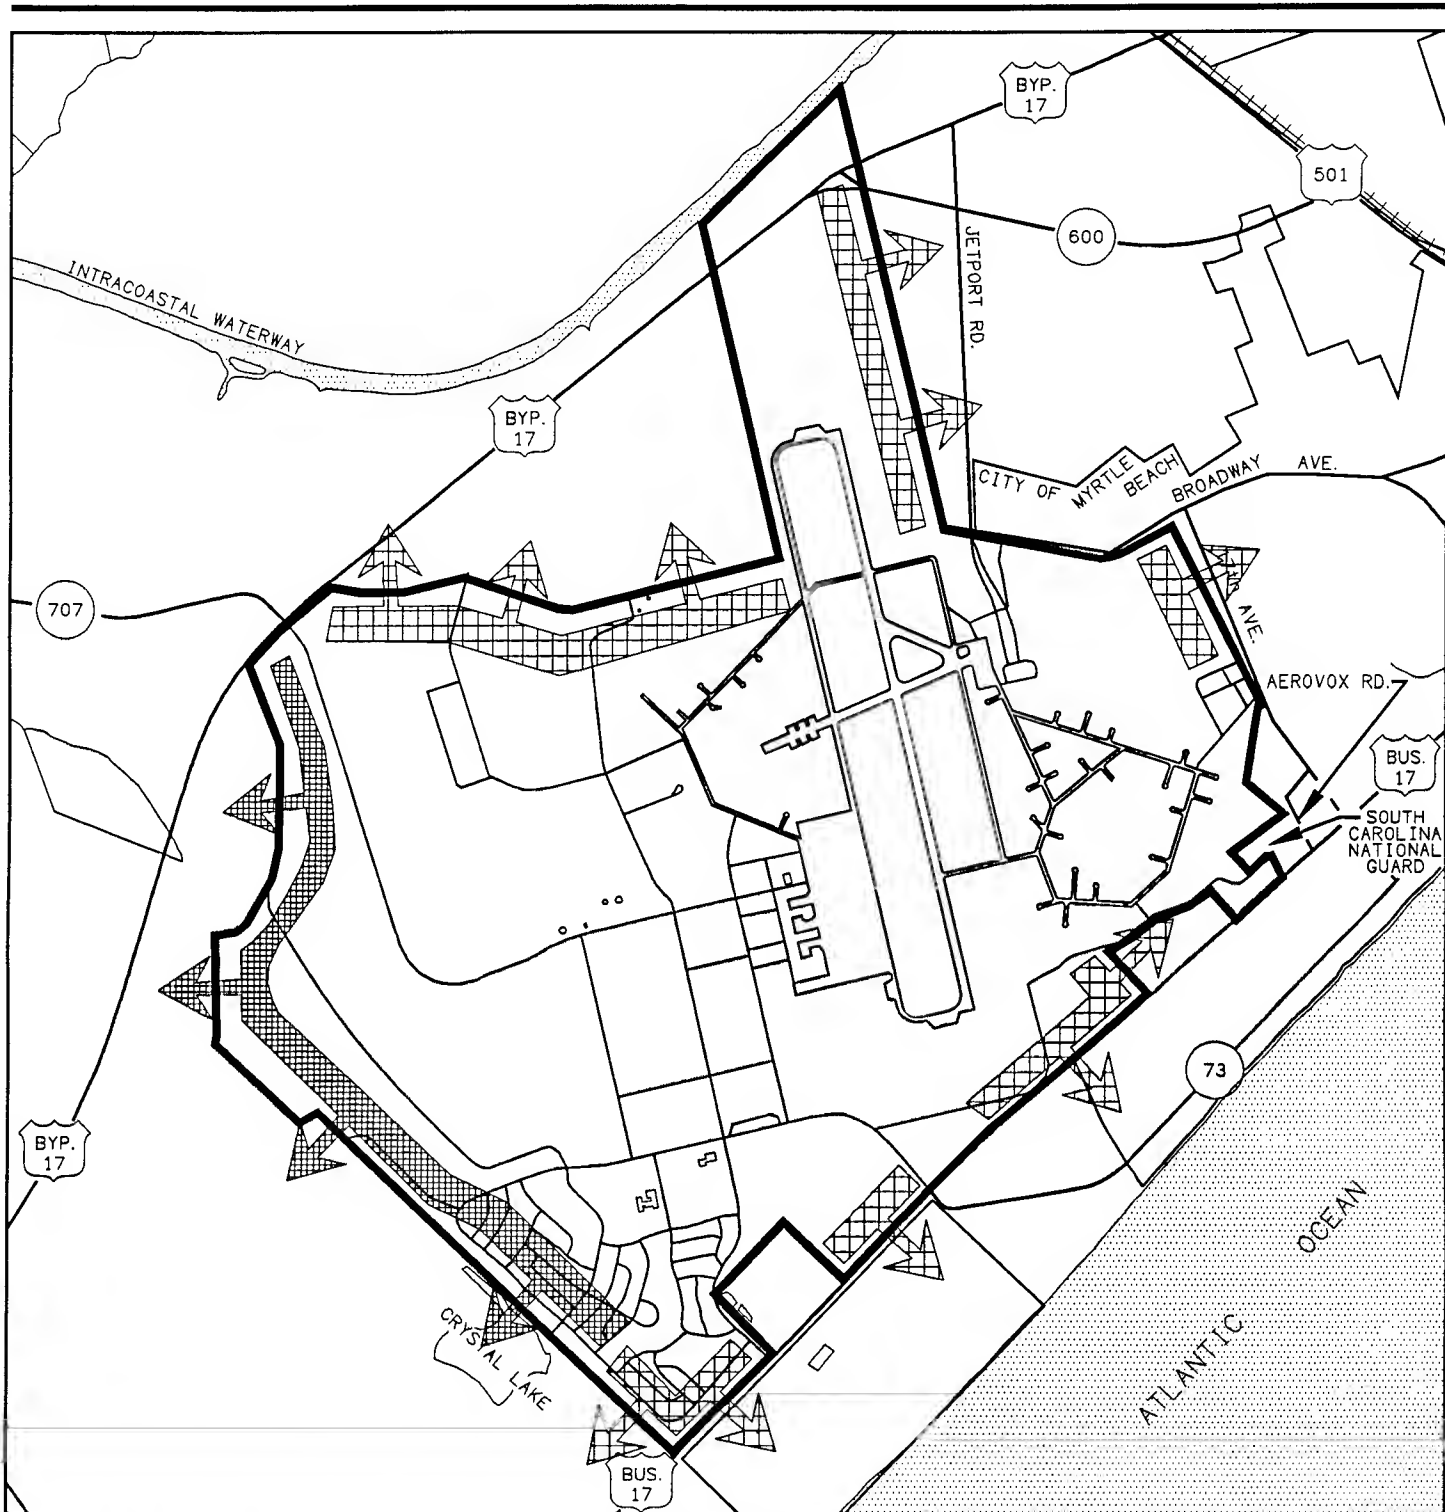 BYP.
17
501
600
JETPORT RD.
INTRACOASTAL WATERWAY
BYP.
17
CITY OF MYRTLE
BEACH
BROADWAY AVE.
707
AVE.
AEROVOX RD.
BUS.
17
SOUTH
CAROLINA
NATIONAL
GUARD
73
BYP.
17
ATLANTIC OCEAN
CRYSTAL LAKE
BUS.
17